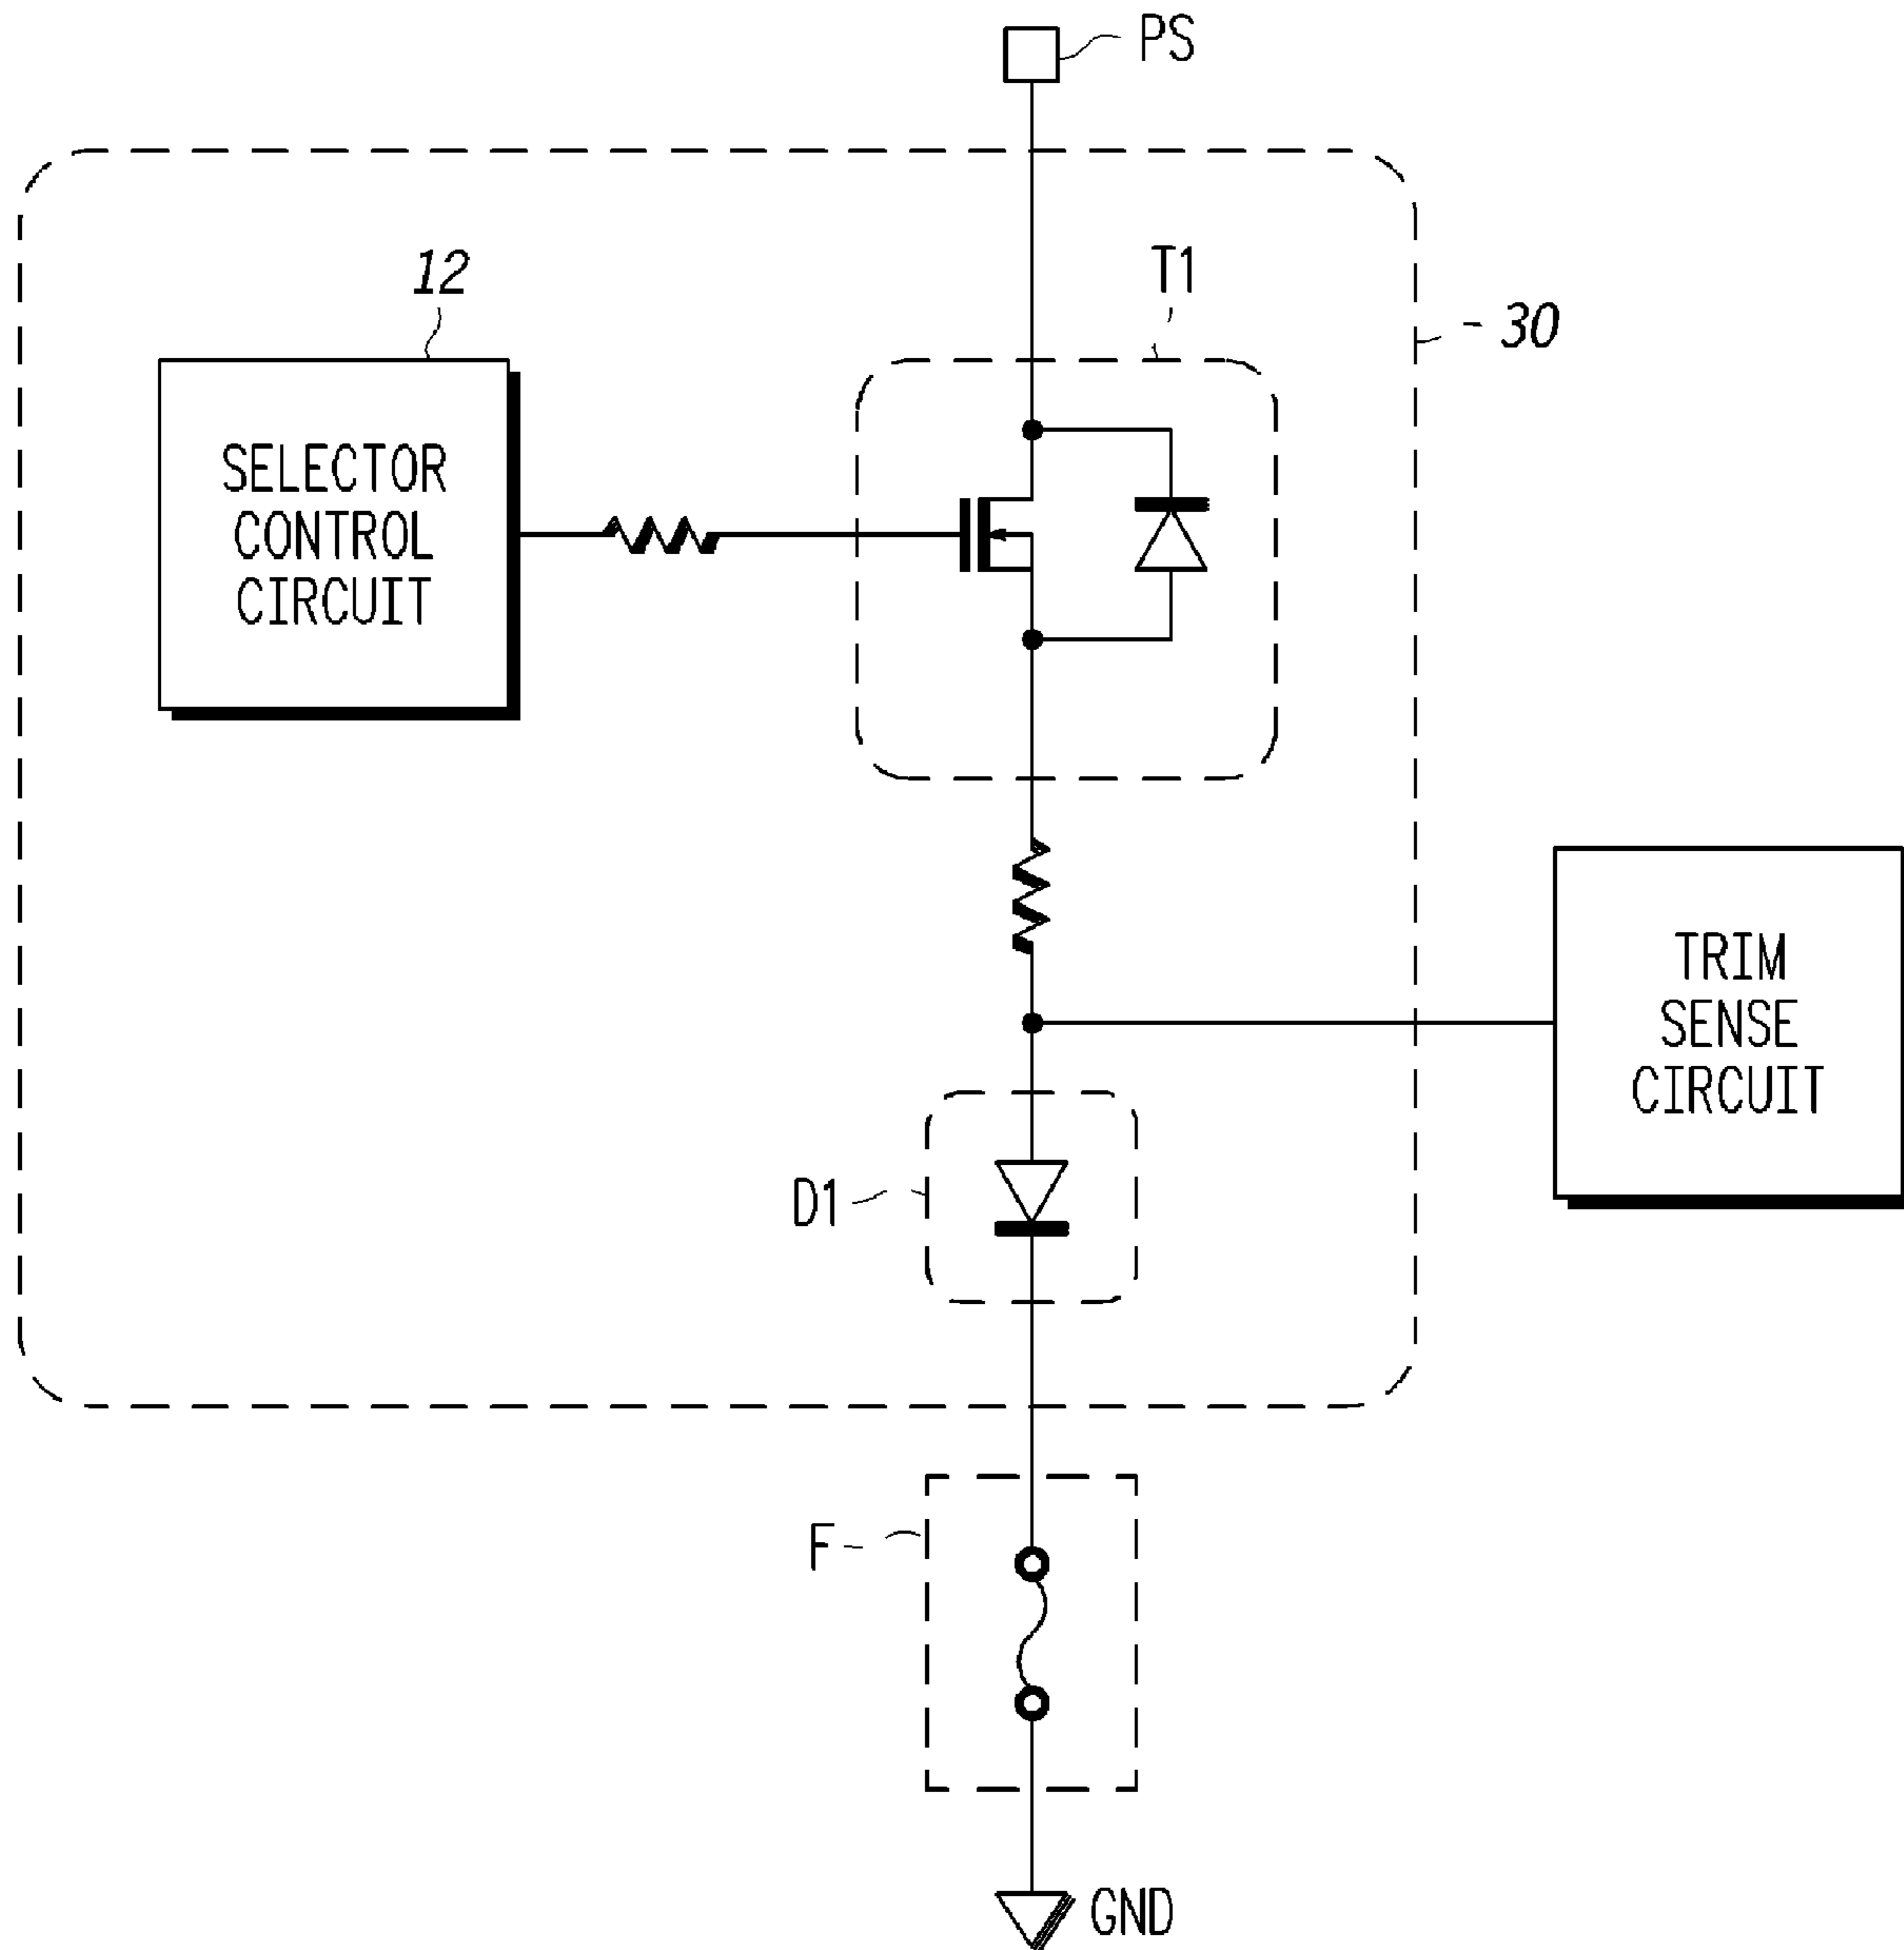 PS
12
T1
30
SELECTOR
CONTROL
CIRCUIT
TRIM
SENSE
CIRCUIT
D1
F
GND